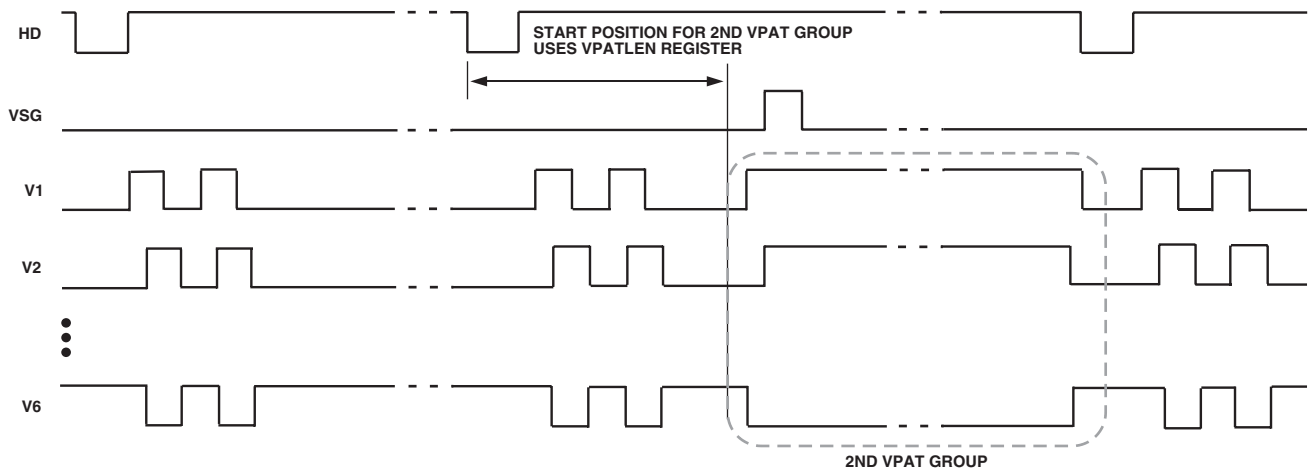 HD
START POSITION FOR 2ND VPAT GROUP
USES VPATLEN REGISTER
VSG
V1
V2
V6
2ND VPAT GROUP